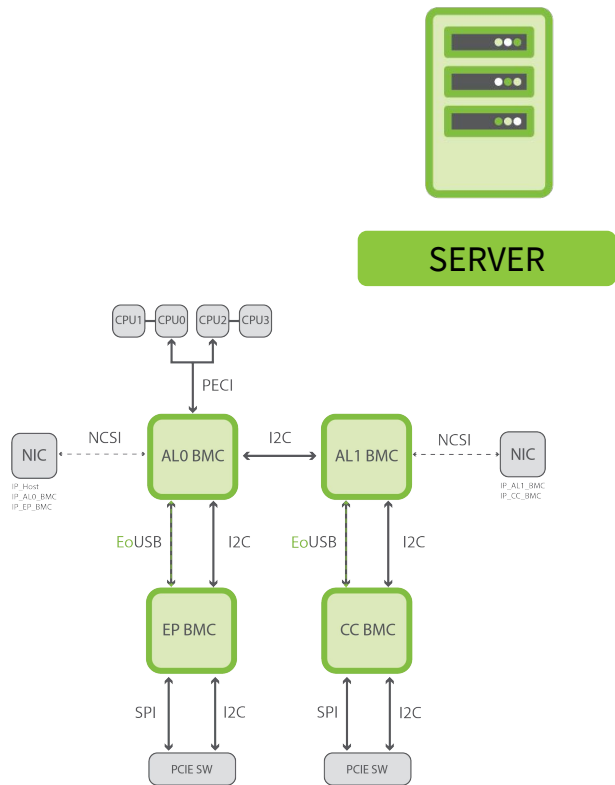 SERVER
CPU1
CPU0
CPU2
CPU3
PECI
NIC
NCSI
AL0 BMC
I2C
AL1 BMC
NCSI
NIC
IP_Host
IP_AL0_BMC
IP_EP_BMC
IP_AL1_BMC
IP_CC_BMC
EoUSB
I2C
EoUSB
I2C
EP BMC
CC BMC
SPI
I2C
SPI
I2C
PCIE SW
PCIE SW